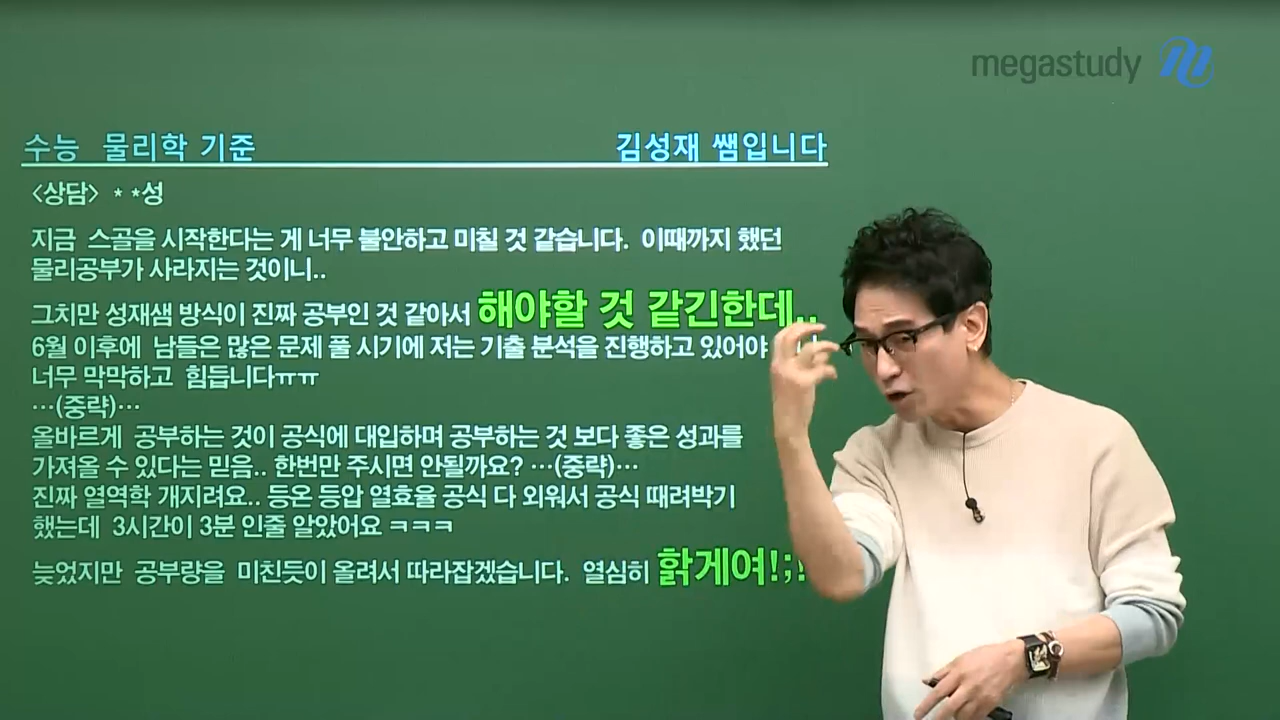 megastudy
수능 물리학 기준
김성재 쌤입니다
<상담> **성
지금 스골을 시작한다는 게 너무 불안하고 미칠 것 같습니다. 이때까지 했던
물리공부가 사라지는 것이니..
그치만 성재샘 방식이 진짜 공부인 것 같아서 해야할 것 같긴한데..
6월 이후에 남들은 많은 문제 풀 시기에 저는 기출 분석을 진행하고 있어야
너무 막막하고 힘듭니다ㅠㅠ
…(중략)…
올바르게 공부하는 것이 공식에 대입하며 공부하는 것 보다 좋은 성과를
가져올 수 있다는 믿음.. 한번만 주시면 안될까요? …(중략)…
진짜 열역학 개지려요.. 등온 등압 열효율 공식 다 외워서 공식 때려박기
했는데 3시간이 3분 인줄 알았어요 ㅋㅋㅋ
늦었지만 공부량을 미친듯이 올려서 따라잡겠습니다. 열심히 핡게여!;!